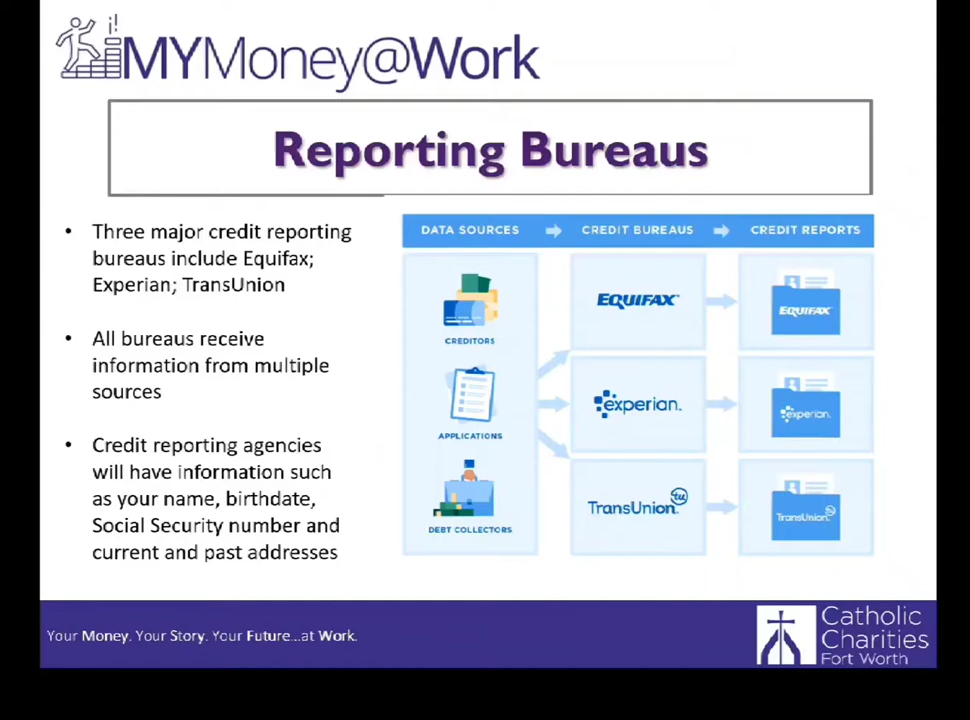 MYMoney@Work
Reporting Bureaus
• Three major credit reporting
bureaus include Equifax;
Experian; TransUnion
• All bureaus receive
information from multiple
sources
• Credit reporting agencies
will have information such
as your name, birthdate,
Social Security number and
current and past addresses
DATA SOURCES
CREDIT BUREAUS
CREDIT REPORTS
CREDITORS
APPLICATIONS
DEBT COLLECTORS
EQUIFAX
experian.
TransUnion
tu
EQUIFAX
experian.
TransUnion
Your Money. Your Story. Your Future...at Work.
Catholic
Charities
Fort Worth